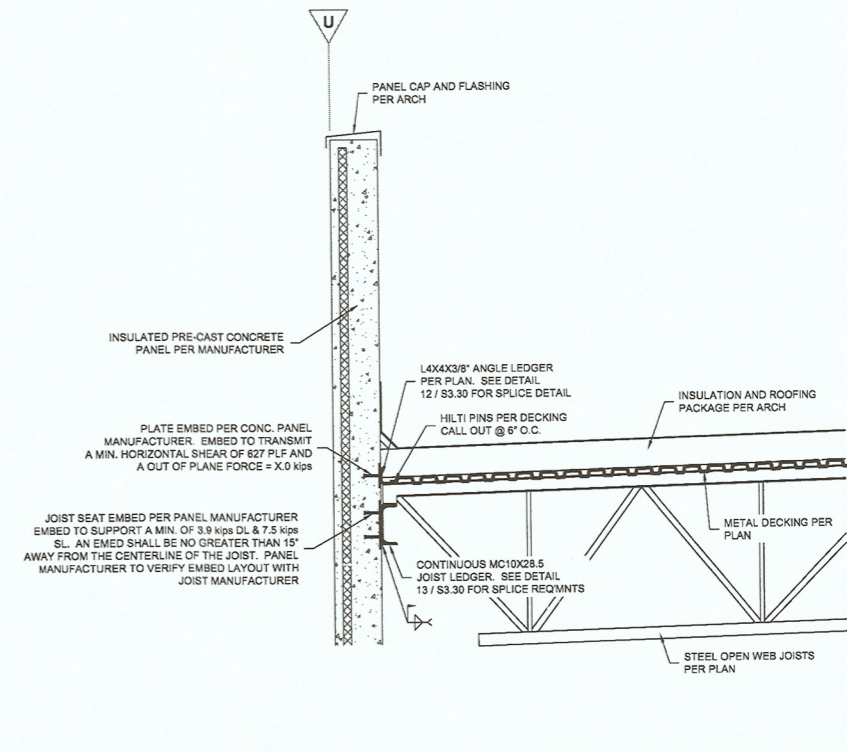 U
PANEL CAP AND FLASHING
PER ARCH
INSULATED PRE-CAST CONCRETE
PANEL PER MANUFACTURER
L4X4X3/8" ANGLE LEDGER
PER PLAN. SEE DETAIL
12 / S3.30 FOR SPLICE DETAIL
HILTI PINS PER DECKING
CALL OUT @ 6" O.C.
INSULATION AND ROOFING
PACKAGE PER ARCH
PLATE EMBED PER CONC. PANEL
MANUFACTURER. EMBED TO TRANSMIT
A MIN. HORIZONTAL SHEAR OF 627 PLF AND
A OUT OF PLANE FORCE = X.0 kips
JOIST SEAT EMBED PER PANEL MANUFACTURER
EMBED TO SUPPORT A MIN. OF 3.9 kips DL & 7.5 kips
SL. AN EMED SHALL BE NO GREATER THAN 15"
AWAY FROM THE CENTERLINE OF THE JOIST. PANEL
MANUFACTURER TO VERIFY EMBED LAYOUT WITH
JOIST MANUFACTURER
METAL DECKING PER
PLAN
CONTINUOUS MC10X28.5
JOIST LEDGER. SEE DETAIL
13 / S3.30 FOR SPLICE REQ'MNTS
STEEL OPEN WEB JOISTS
PER PLAN